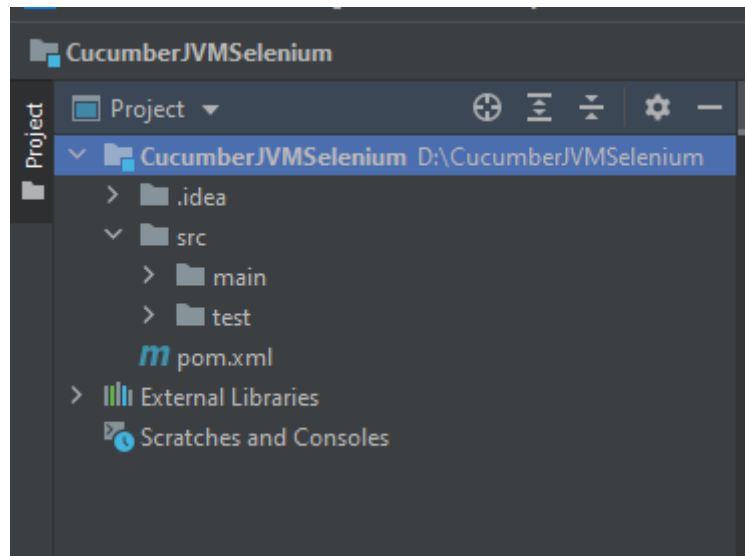 CucumberJVMSelenium
Project
Project
CucumberJVMSelenium D:\CucumberJVMSelenium
.idea
src
main
test
m pom.xml
External Libraries
Scratches and Consoles